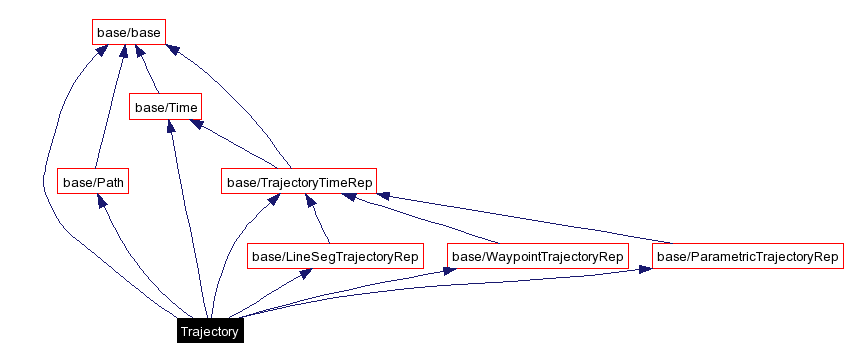 base/base
base/Time
base/Path
base/TrajectoryTimeRep
base/LineSegTrajectoryRep
base/WaypointTrajectoryRep
base/ParametricTrajectoryRep
Trajectory